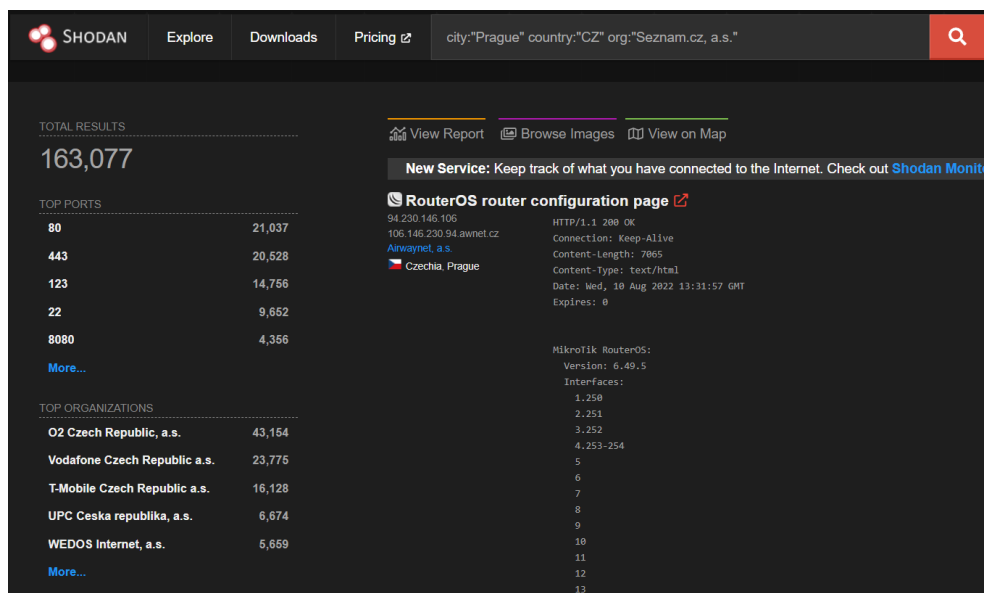 SHODAN Explore Downloads Pricing city:"Prague" country:"CZ" org:"Seznam.cz, a.s."
TOTAL RESULTS
163,077
TOP PORTS
80 21,037
443 20,528
123 14,756
22 9,652
8080 4,356
More...
TOP ORGANIZATIONS
O2 Czech Republic, a.s. 43,154
Vodafone Czech Republic a.s. 23,775
T-Mobile Czech Republic a.s. 16,128
UPC Ceska republika, a.s. 6,674
WEDOS Internet, a.s. 5,659
More...
View Report Browse Images View on Map
New Service: Keep track of what you have connected to the Internet. Check out Shodan Monit
RouterOS router configuration page
94.230.146.106
106.146.230.94.awnet.cz
Airwaynet, a.s.
Czechia, Prague
HTTP/1.1 200 OK
Connection: Keep-Alive
Content-Length: 7065
Content-Type: text/html
Date: Wed, 10 Aug 2022 13:31:57 GMT
Expires: 0
MikroTik RouterOS:
Version: 6.49.5
Interfaces:
1.250
2.251
3.252
4.253-254
5
6
7
8
9
10
11
12
13